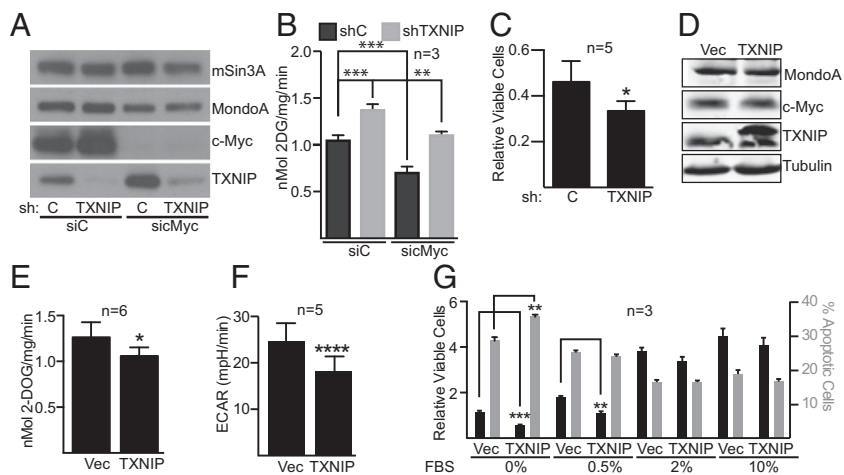 A
mSin3A
MondoA
c-Myc
TXNIP
sh: C TXNIP C TXNIP
siC sicMyc
B
shC shTXNIP
n=3
*** 
*** **
nMol 2DG/mg/min
2.0
1.5
1.0
0.5
siC sicMyc
C
n=5
Relative Viable Cells
0.6
0.4
0.2
*
sh: C TXNIP
D
Vec TXNIP
MondoA
c-Myc
TXNIP
Tubulin
E
n=6
nMol 2-DOG/mg/min
1.5
1.0
0.5
*
Vec TXNIP
F
n=5
ECAR (mpH/min)
30
20
10
****
Vec TXNIP
G
n=3
Relative Viable Cells
6
4
2
% Apoptotic Cells
40
30
20
10
**
*** **
Vec TXNIP Vec TXNIP Vec TXNIP Vec TXNIP
FBS 0% 0.5% 2% 10%